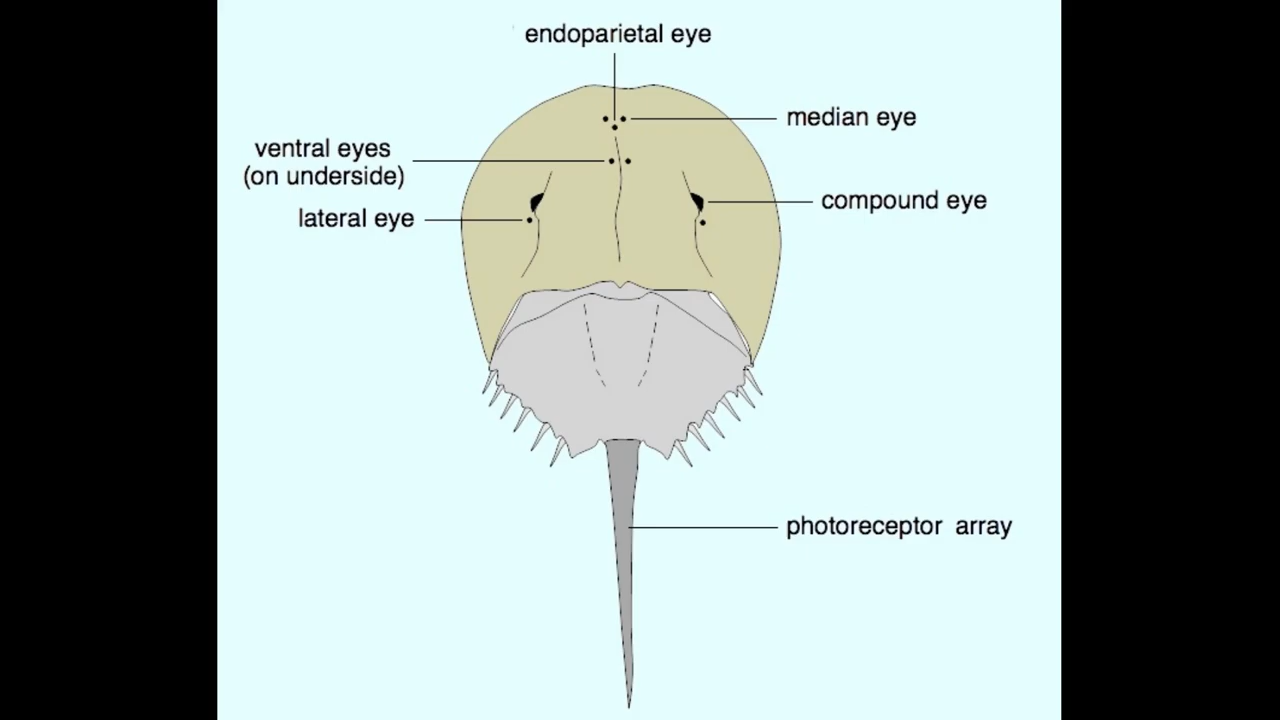 endoparietal eye
median eye
ventral eyes
(on underside)
compound eye
lateral eye
photoreceptor array